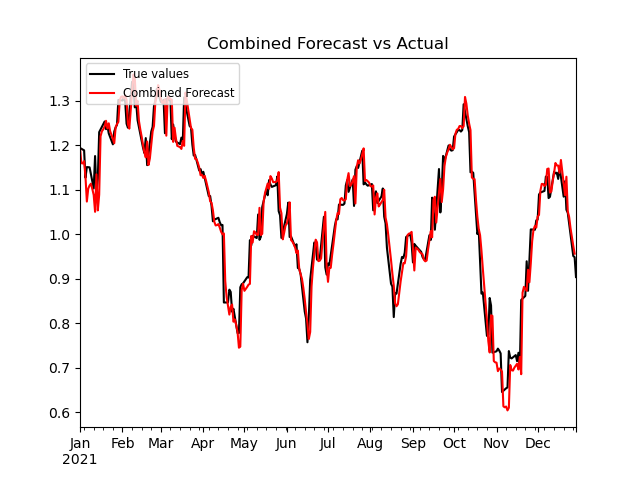 Combined Forecast vs Actual
True values
Combined Forecast
1.3
1.2
1.1
1.0
0.9
0.8
0.7
0.6
Jan Feb Mar Apr May Jun Jul Aug Sep Oct Nov Dec
2021